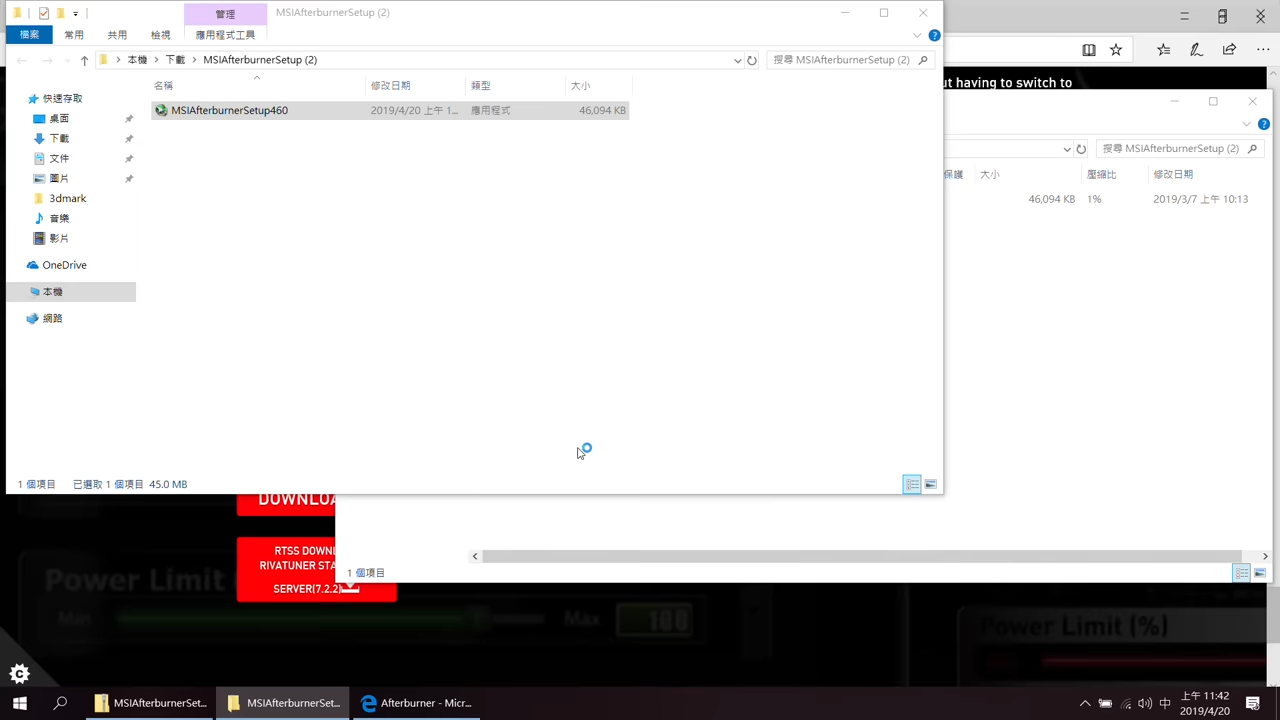 管理
MSIAfterburnerSetup (2)
檔案
常用
共用
檢視
應用程式工具
本機
下載
MSIAfterburnerSetup (2)
搜尋 MSIAfterburnerSetup (2)
名稱
修改日期
類型
大小
MSIAfterburnerSetup460
2019/4/20 上午 1...
應用程式
46,094 KB
快速存取
桌面
下載
文件
圖片
3dmark
音樂
影片
OneDrive
本機
網路
1 個項目
已選取 1 個項目 45.0 MB
ut having to switch to
搜尋 MSIAfterburnerSetup (2)
保護
大小
壓縮比
修改日期
46,094 KB
1%
2019/3/7 上午 10:13
1 個項目
DOWNLOA
RTSS DOWNL
RIVATUNER STA
SERVER(7.2.2)
Power Limit
Min
Max
100
Power Limit (%)
MSIAfterburnerSet...
MSIAfterburnerSet...
Afterburner - Micr...
中
上午 11:42
2019/4/20